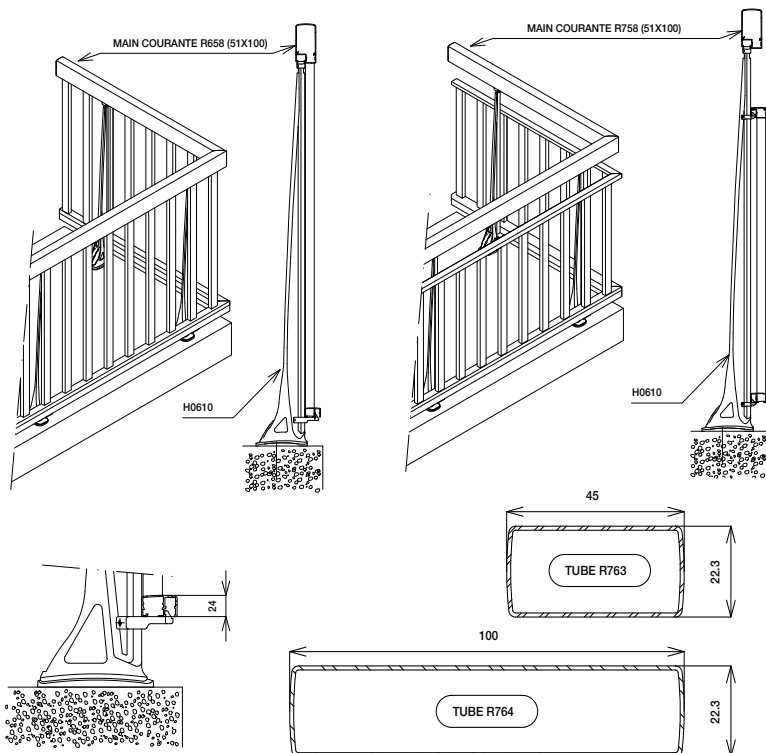 MAIN COURANTE R658 (51X100)
MAIN COURANTE R758 (51X100)
H0610
H0610
45
TUBE R763
22.3
24
100
TUBE R764
22.3